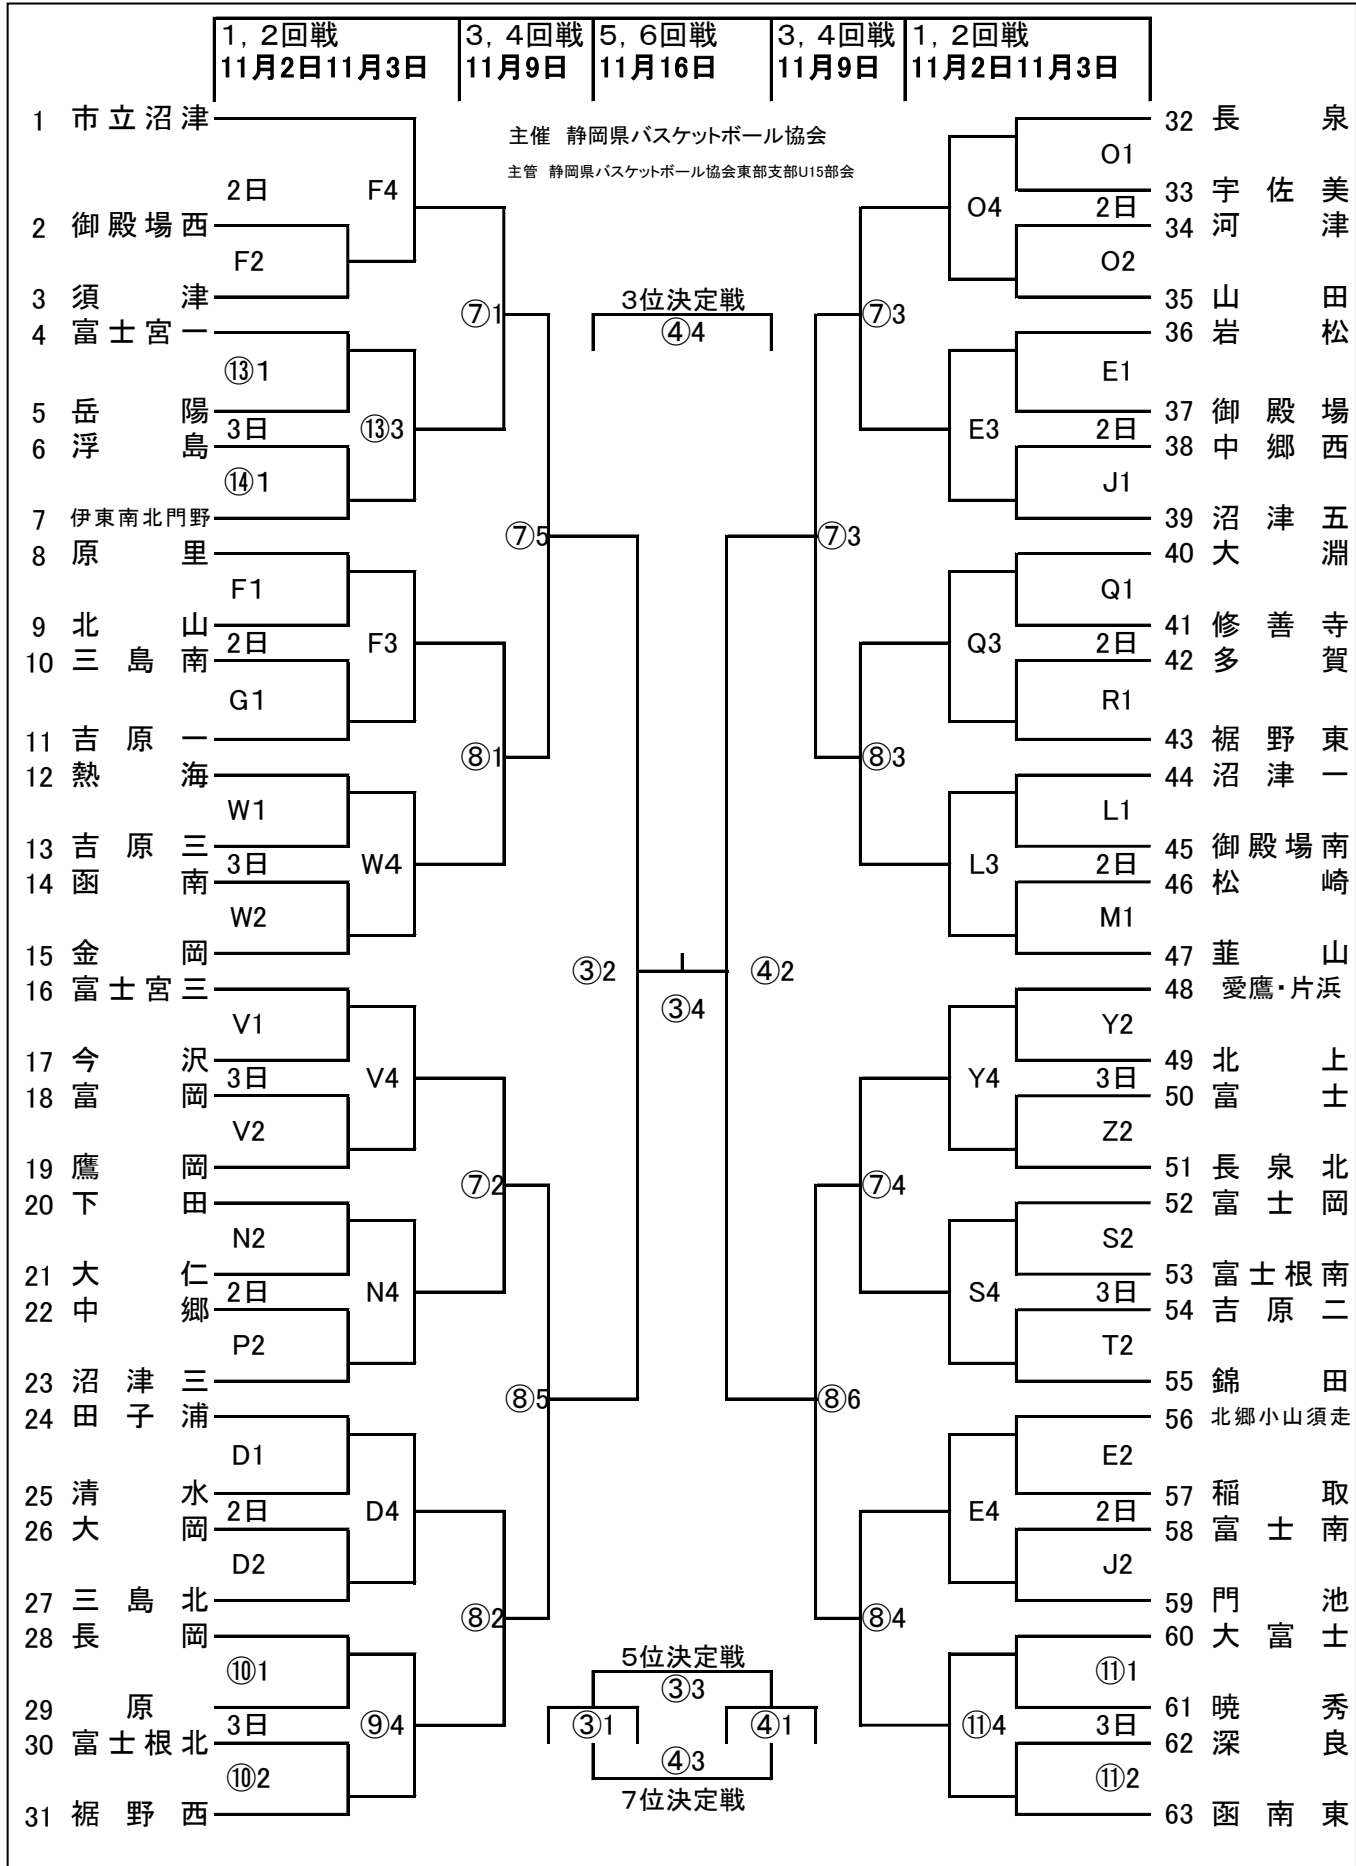 1，2回戦 3，4回戦 5，6回戦 3，4回戦 1，2回戦
11月2日11月3日 11月9日 11月16日 11月9日 11月2日11月3日
主催 静岡県バスケットボール協会
主管 静岡県バスケットボール協会東部支部U15部会
1 市立沼津
2日 F4
2 御殿場西
F2
3 須津
4 富士宮一
⑦1
⑬1
5 岳陽
3日 ⑬3
6 浮島
⑭1
7 伊東南北門野
8 原里
⑦5
F1
9 北山
2日 F3
10 三島南
G1
11 吉原一
⑧1
12 熱海
W1
13 吉原三
3日 W4
14 函南
W2
15 金岡
③2
16 富士宮三
V1
17 今沢
3日 V4
18 富岡
V2
19 鷹岡
⑦2
20 下田
N2
21 大仁
2日 N4
22 中郷
P2
23 沼津三
⑧5
24 田子浦
D1
25 清水
2日 D4
26 大岡
D2
27 三島北
⑧2
28 長岡
⑩1
29 原
3日 ⑨4
30 富士根北
⑩2
31 裾野西
3位決定戦
④4
③4
5位決定戦
③3
③1 ④1
④3
7位決定戦
32 長泉
O1
33 宇佐美
O4 2日
34 河津
O2
35 山田
⑦3
36 岩松
E1
37 御殿場
E3 2日
38 中郷西
J1
39 沼津五
⑦3
40 大淵
Q1
41 修善寺
Q3 2日
42 多賀
R1
43 裾野東
⑧3
44 沼津一
L1
45 御殿場南
L3 2日
46 松崎
M1
47 韮山
④2
48 愛鷹・片浜
Y2
49 北上
Y4 3日
50 富士
Z2
51 長泉北
⑦4
52 富士岡
S2
53 富士根南
S4 3日
54 吉原二
T2
55 錦田
⑧6
56 北郷小山須走
E2
57 稲取
E4 2日
58 富士南
J2
59 門池
⑧4
60 大富士
⑪1
61 暁秀
⑪4 3日
62 深良
⑪2
63 函南東